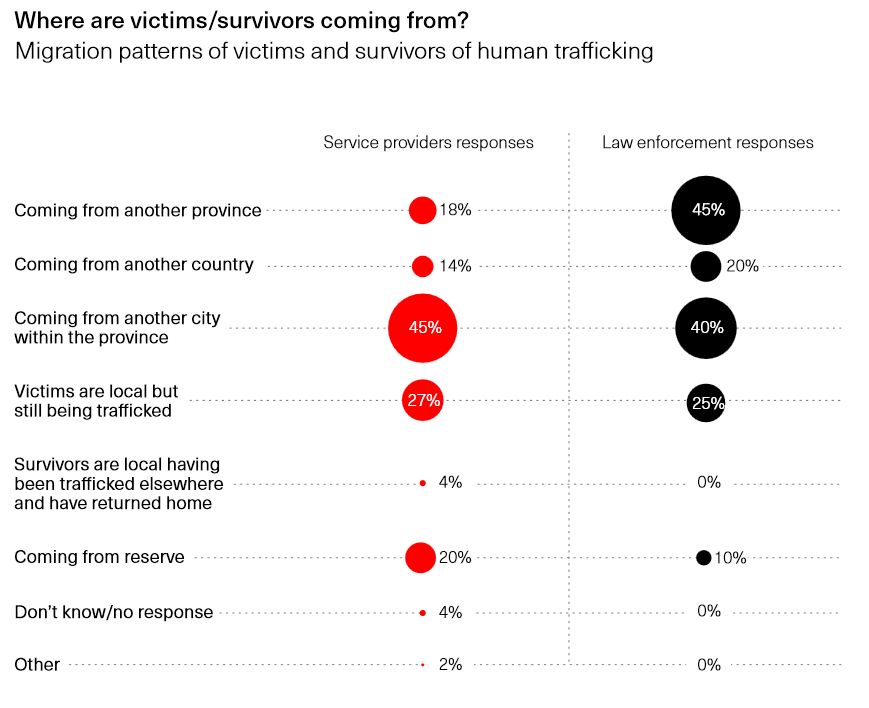 Where are victims/survivors coming from?
Migration patterns of victims and survivors of human trafficking
Service providers responses
Law enforcement responses
Coming from another province
18%
45%
Coming from another country
14%
20%
Coming from another city
within the province
45%
40%
Victims are local but
still being trafficked
27%
25%
Survivors are local having
been trafficked elsewhere
and have returned home
4%
0%
Coming from reserve
20%
10%
Don't know/no response
4%
0%
Other
2%
0%